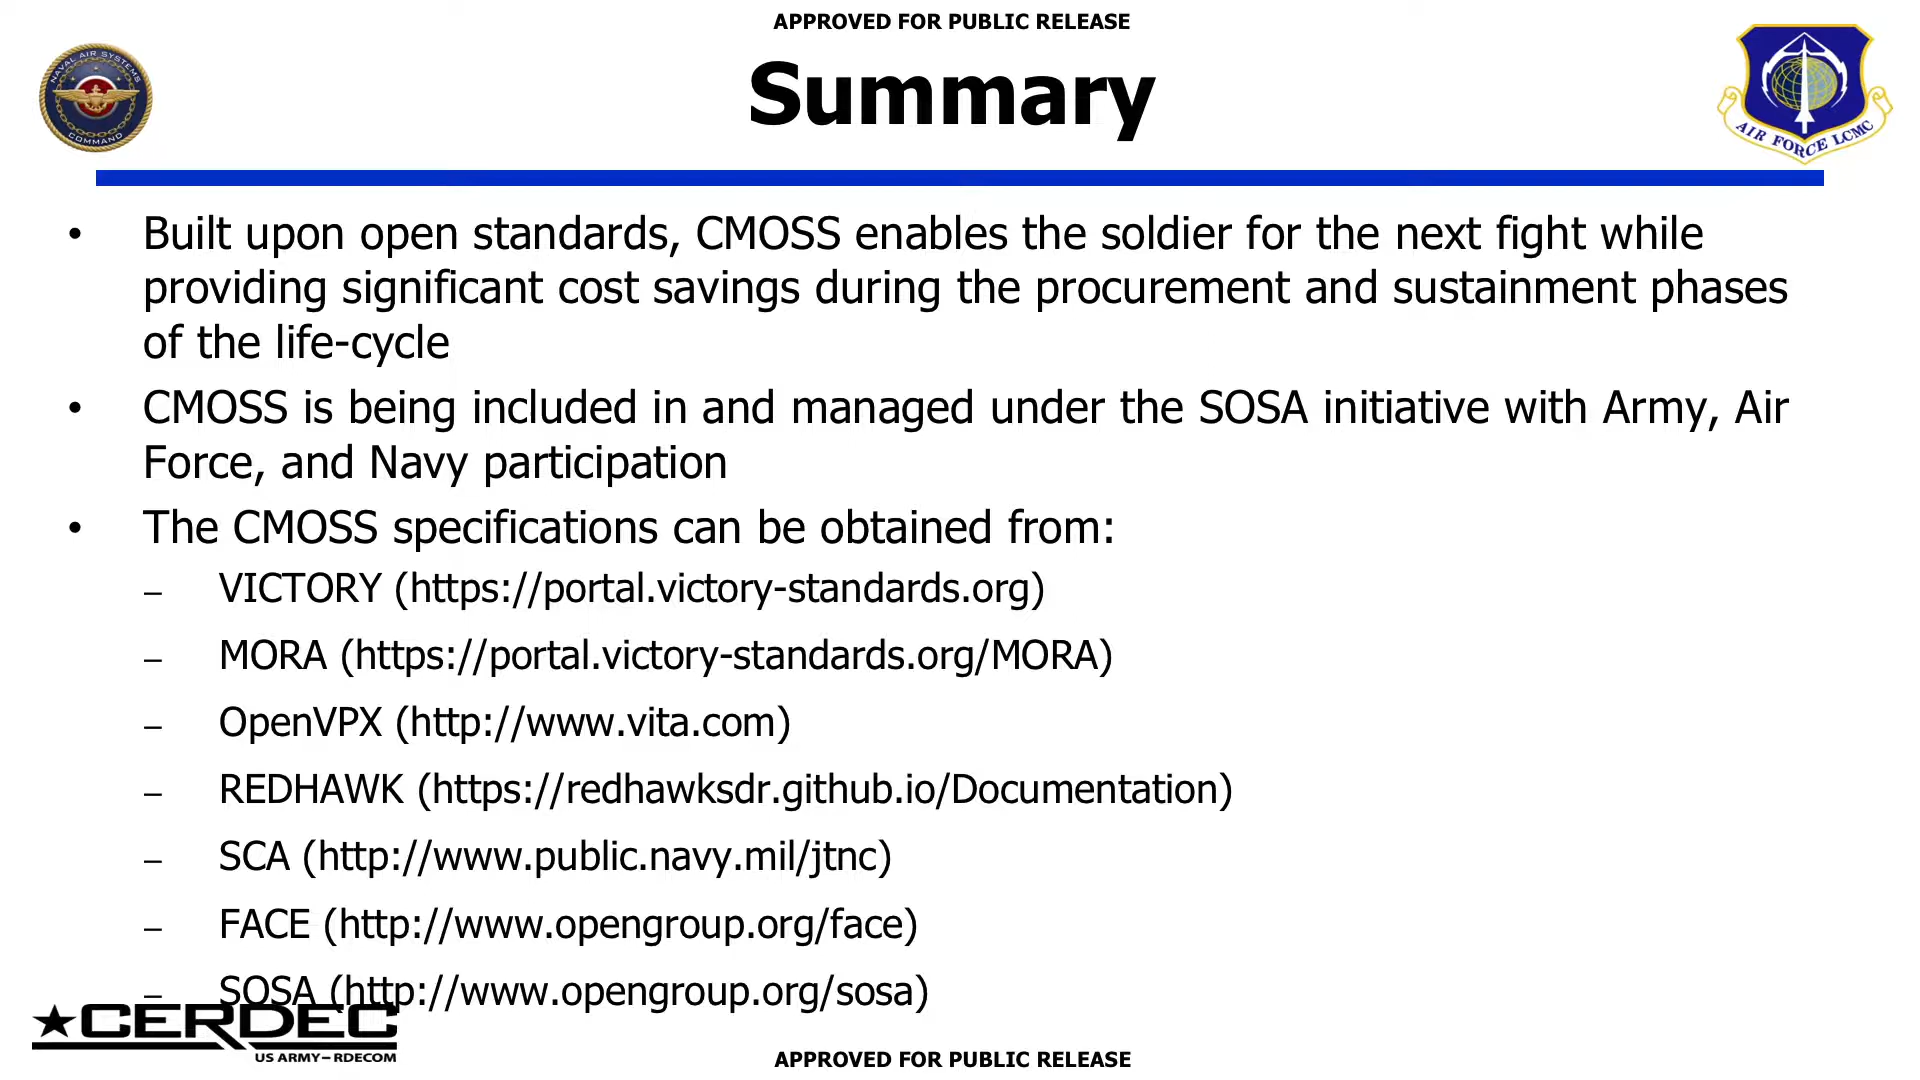 APPROVED FOR PUBLIC RELEASE
NAVAL AIR SYSTEMS
COMMAND
Summary
AIR FORCE LCMC
• Built upon open standards, CMOSS enables the soldier for the next fight while
providing significant cost savings during the procurement and sustainment phases
of the life-cycle
• CMOSS is being included in and managed under the SOSA initiative with Army, Air
Force, and Navy participation
• The CMOSS specifications can be obtained from:
– VICTORY (https://portal.victory-standards.org)
– MORA (https://portal.victory-standards.org/MORA)
– OpenVPX (http://www.vita.com)
– REDHAWK (https://redhawksdr.github.io/Documentation)
– SCA (http://www.public.navy.mil/jtnc)
– FACE (http://www.opengroup.org/face)
– SOSA (http://www.opengroup.org/sosa)
CERDEC
US ARMY – RDECOM
APPROVED FOR PUBLIC RELEASE